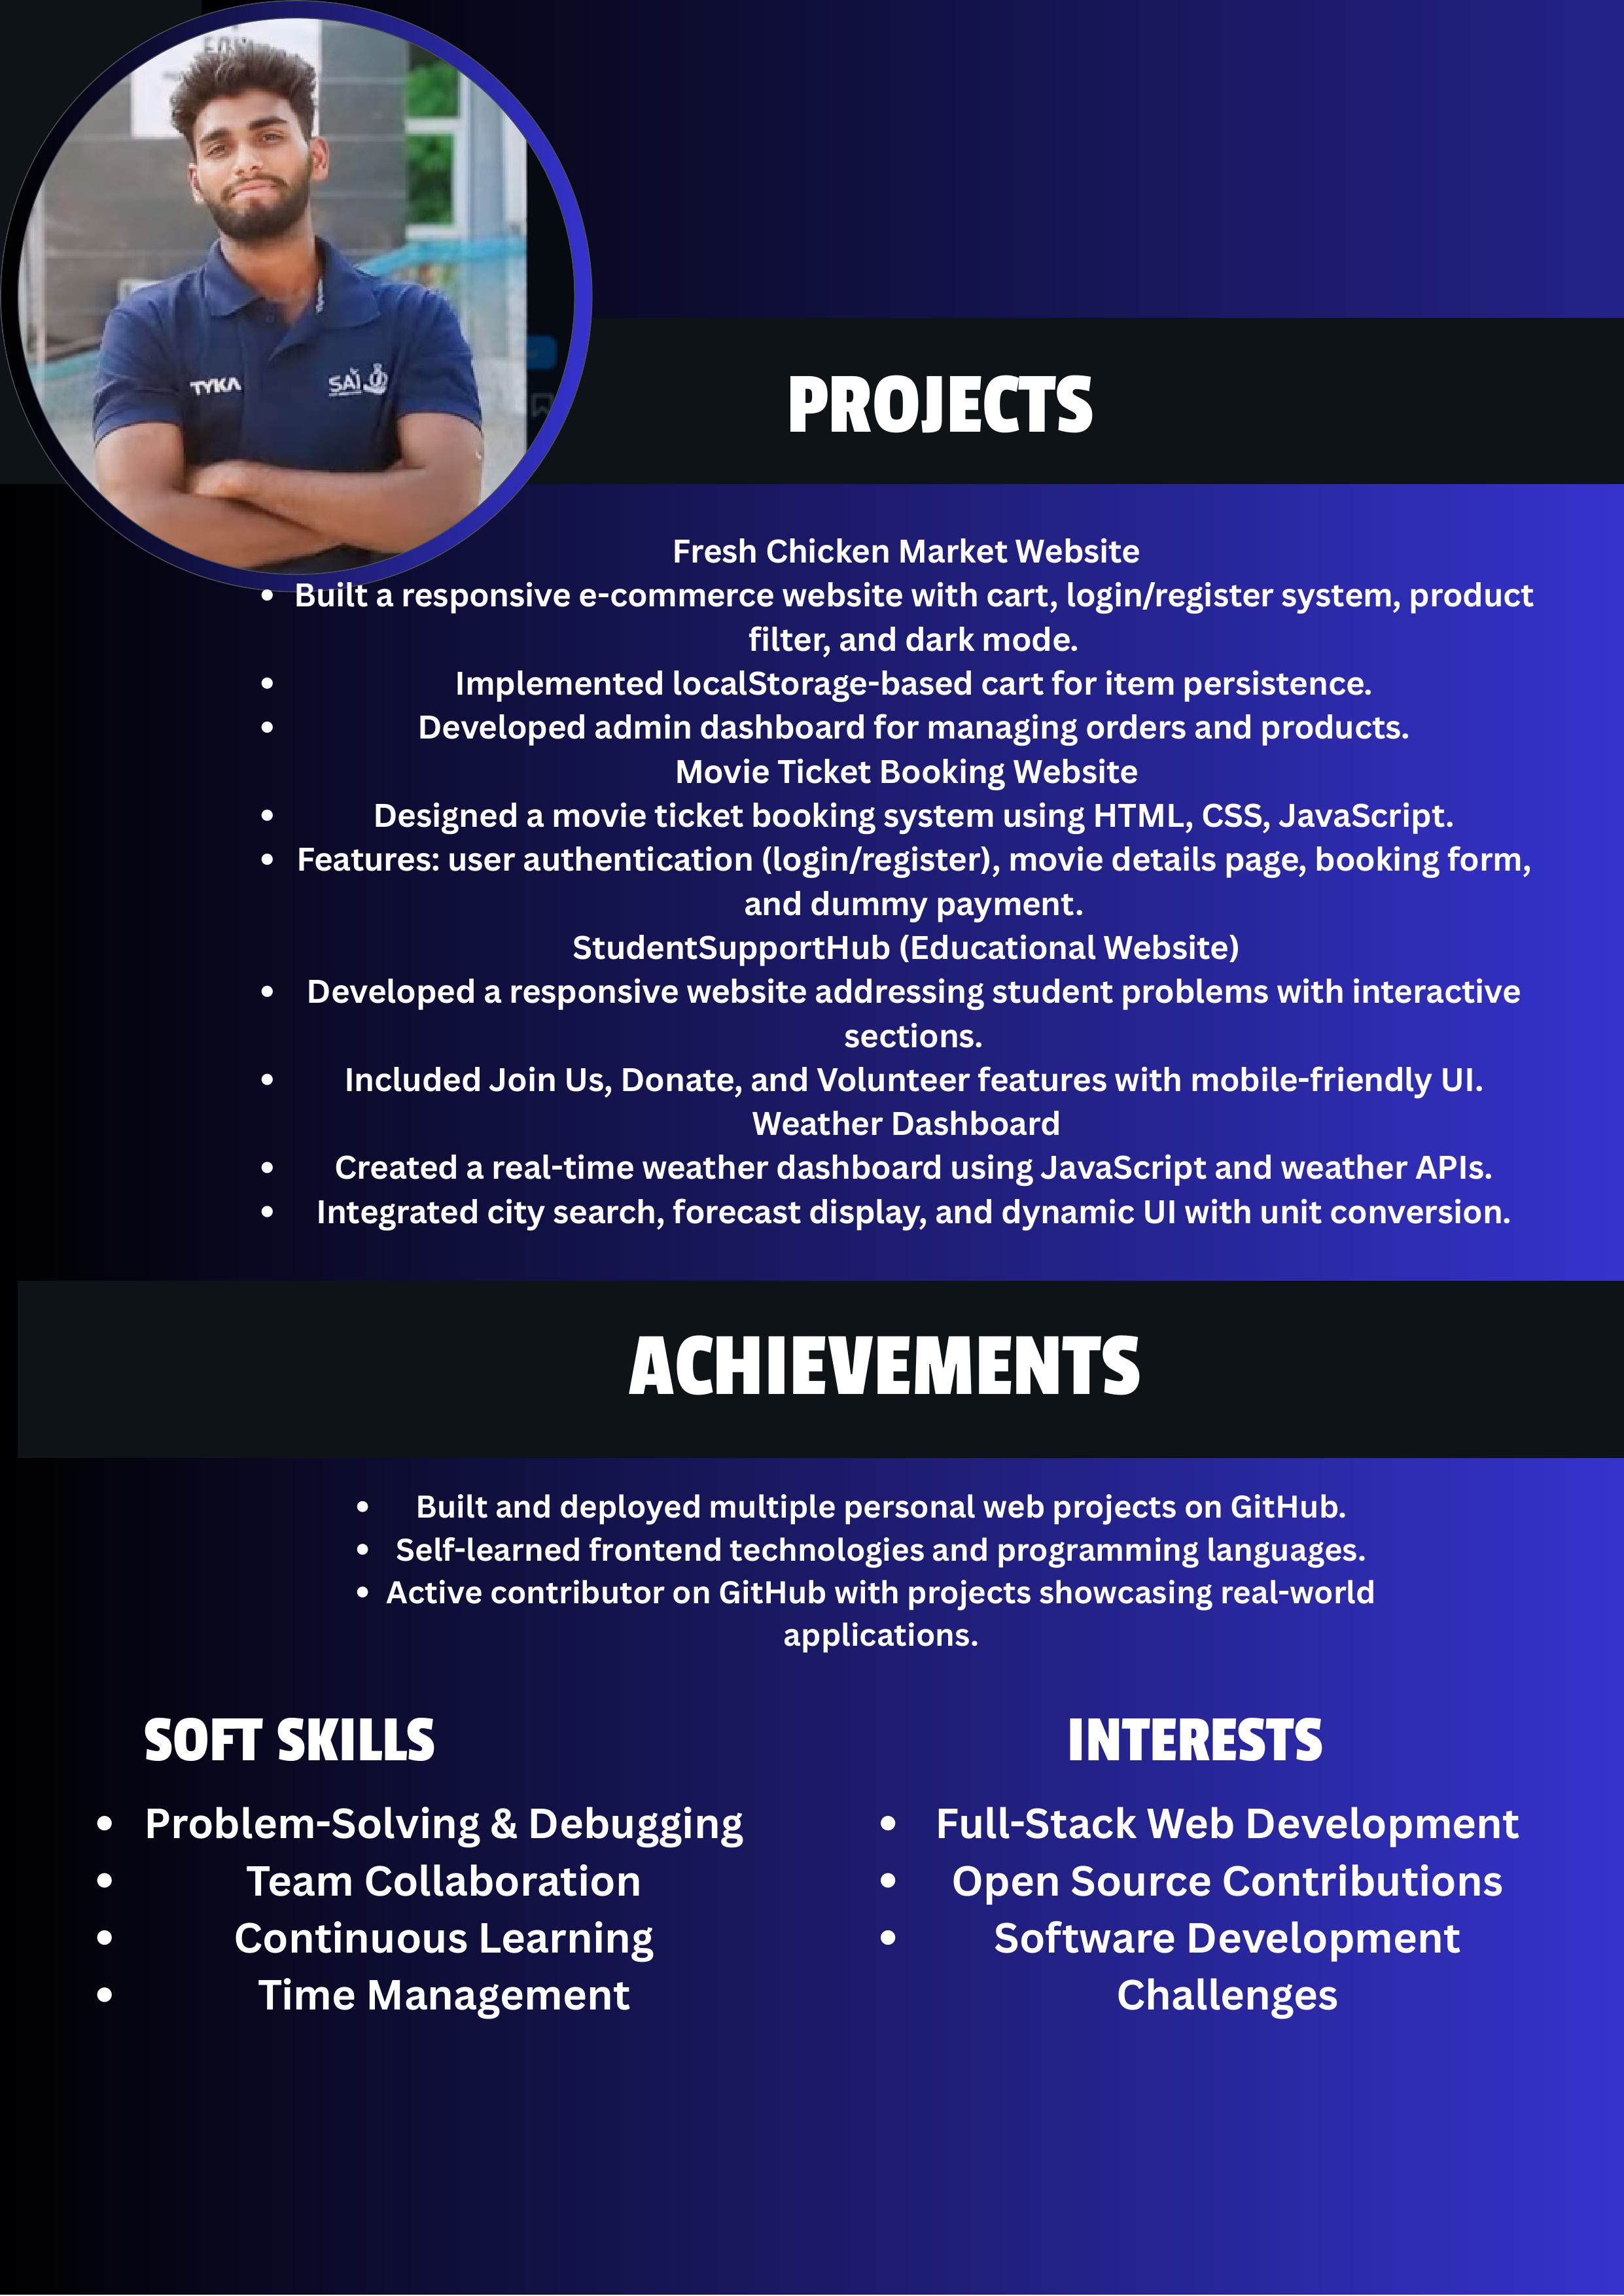 TYKA
SAI
PROJECTS
Fresh Chicken Market Website
• Built a responsive e-commerce website with cart, login/register system, product
filter, and dark mode.
• Implemented localStorage-based cart for item persistence.
• Developed admin dashboard for managing orders and products.
Movie Ticket Booking Website
• Designed a movie ticket booking system using HTML, CSS, JavaScript.
• Features: user authentication (login/register), movie details page, booking form,
and dummy payment.
StudentSupportHub (Educational Website)
• Developed a responsive website addressing student problems with interactive
sections.
• Included Join Us, Donate, and Volunteer features with mobile-friendly UI.
Weather Dashboard
• Created a real-time weather dashboard using JavaScript and weather APIs.
• Integrated city search, forecast display, and dynamic UI with unit conversion.
ACHIEVEMENTS
• Built and deployed multiple personal web projects on GitHub.
• Self-learned frontend technologies and programming languages.
• Active contributor on GitHub with projects showcasing real-world
applications.
SOFT SKILLS
• Problem-Solving & Debugging
• Team Collaboration
• Continuous Learning
• Time Management
INTERESTS
• Full-Stack Web Development
• Open Source Contributions
• Software Development
Challenges